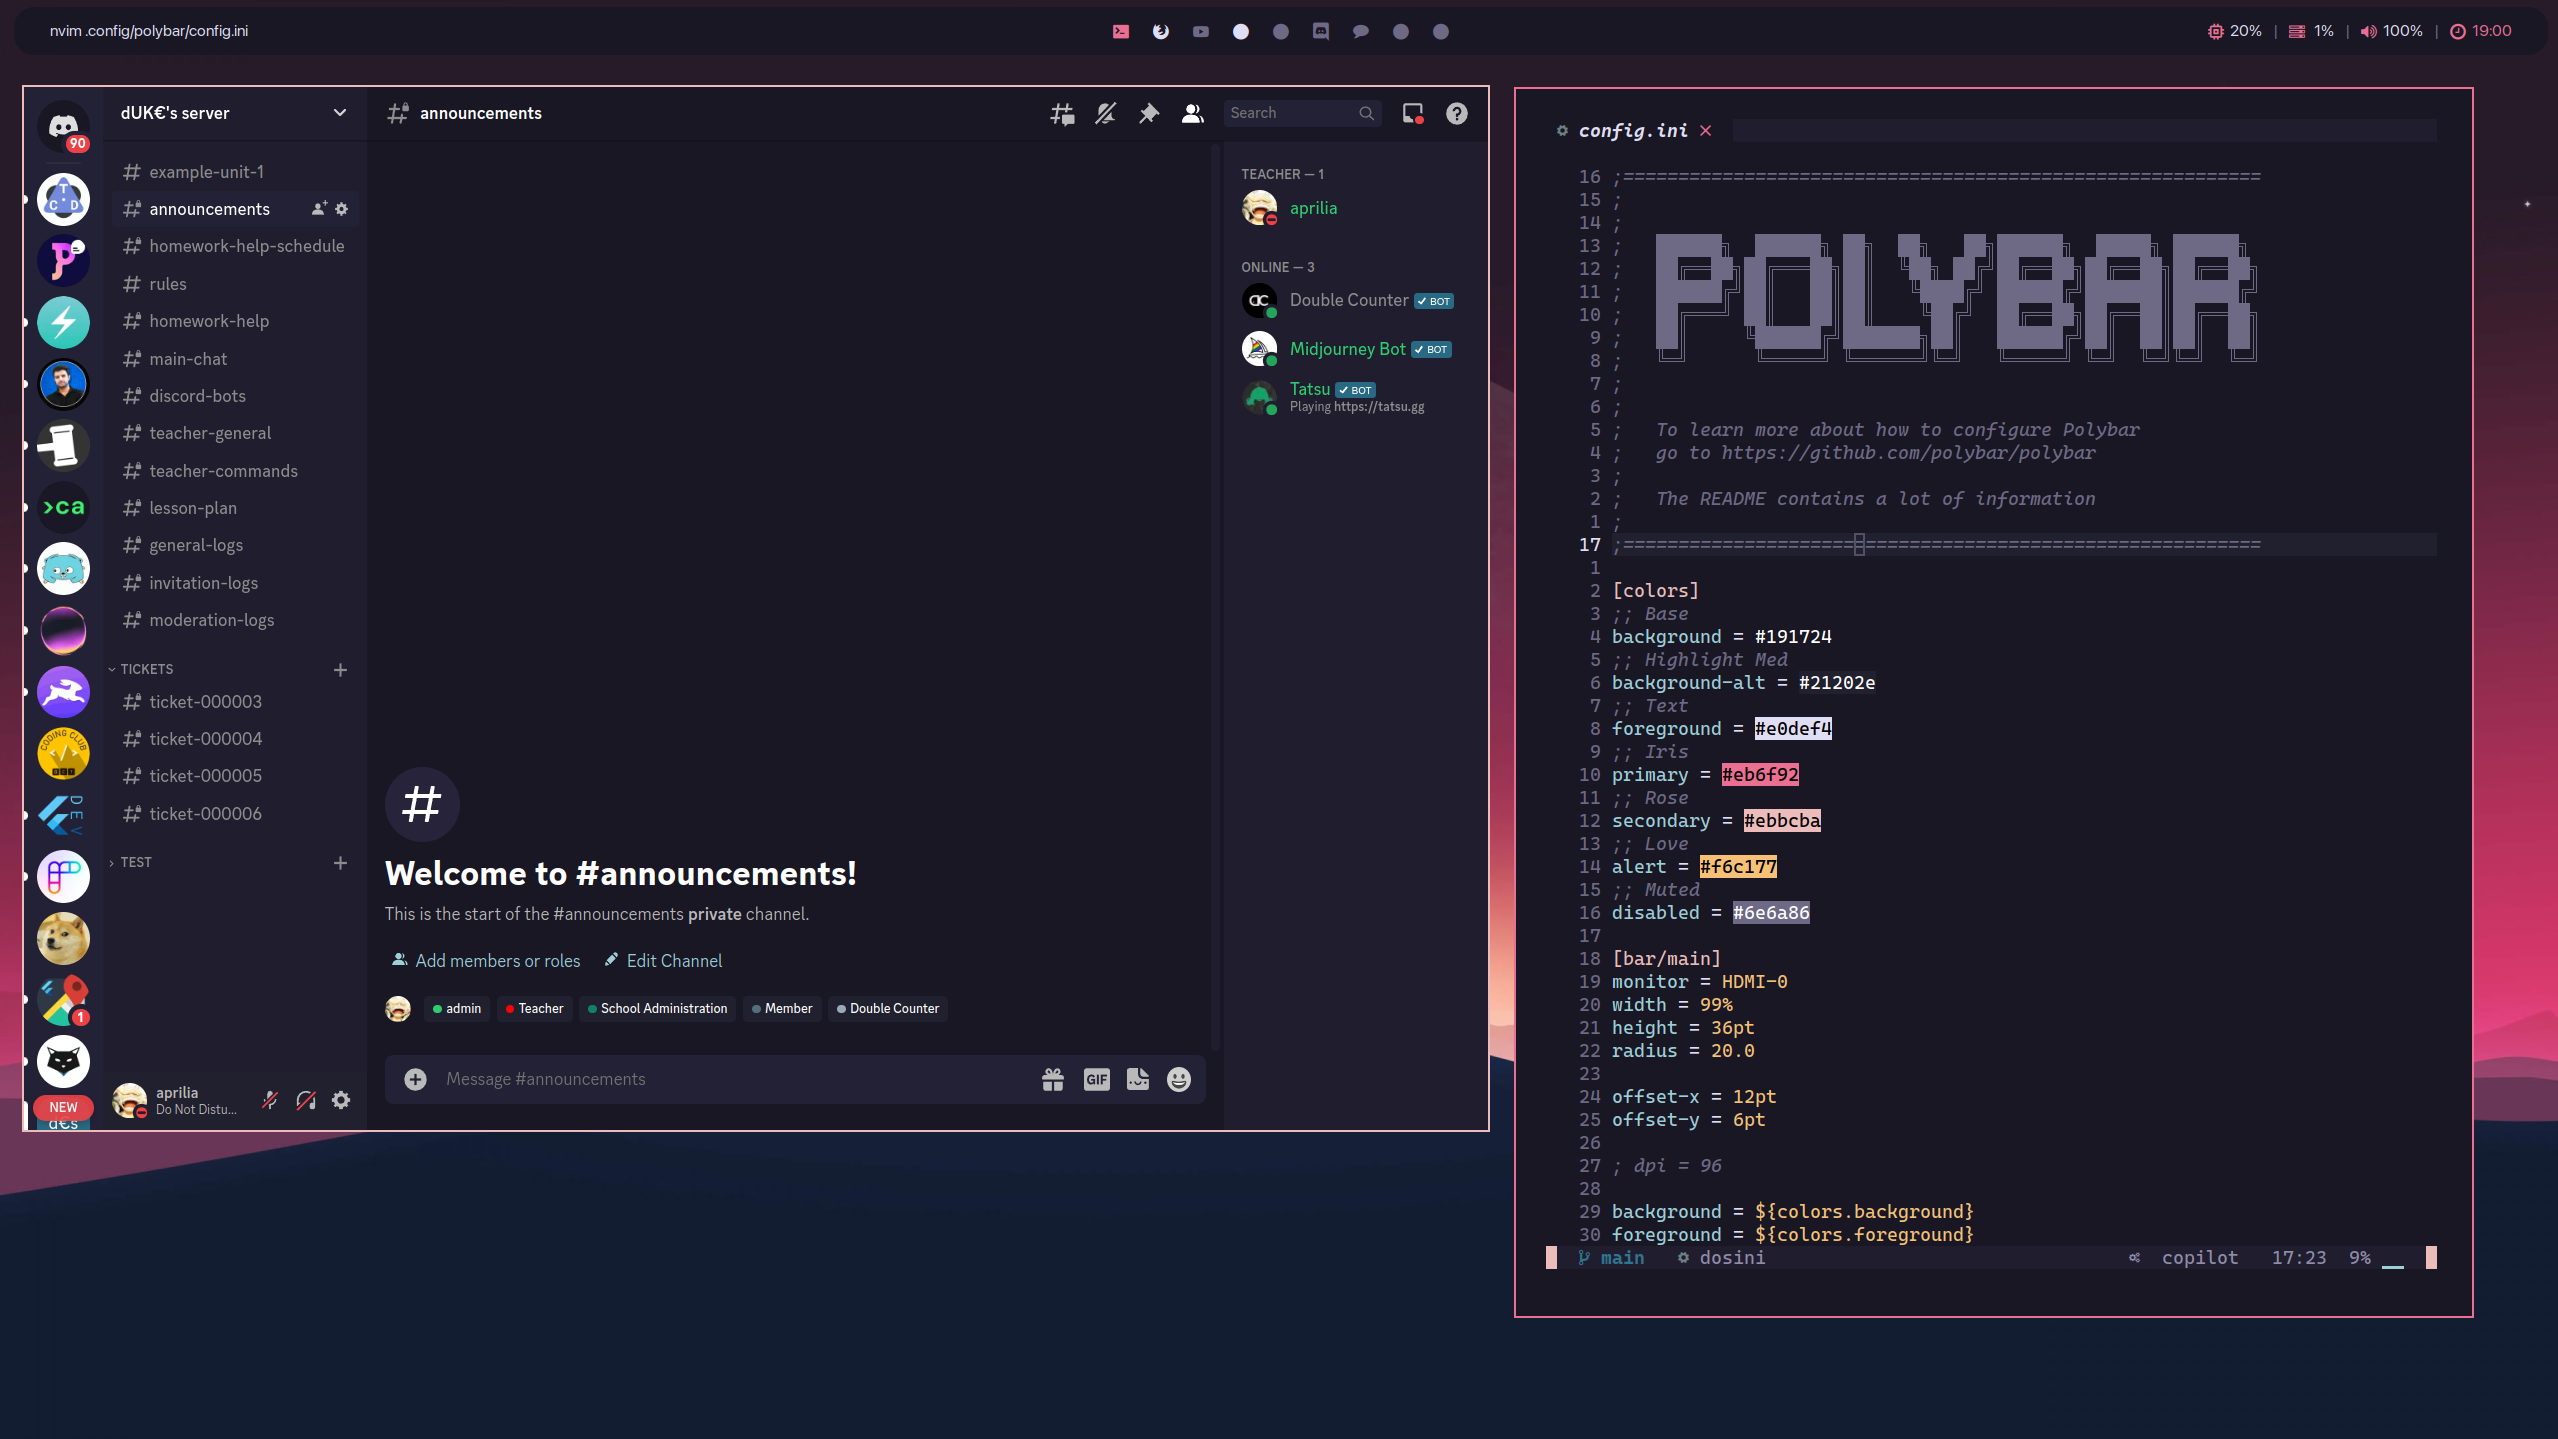 nvim .config/polybar/config.ini
20% | 1% | 100% | 19:00
90
T
C D
>ca
CODING CLUB
DEV
1
NEW
d€s
dUK€'s server
example-unit-1
announcements
homework-help-schedule
rules
homework-help
main-chat
discord-bots
teacher-general
teacher-commands
lesson-plan
general-logs
invitation-logs
moderation-logs
TICKETS
ticket-000003
ticket-000004
ticket-000005
ticket-000006
TEST
aprilia
Do Not Distu...
announcements
Search
Welcome to #announcements!
This is the start of the #announcements private channel.
Add members or roles Edit Channel
admin Teacher School Administration Member Double Counter
Message #announcements
GIF
TEACHER — 1
aprilia
ONLINE — 3
Double Counter BOT
Midjourney Bot BOT
Tatsu BOT
Playing https://tatsu.gg
config.ini
16 ;==========================================================
15 ;
14 ;
13 ;
12 ;
11 ;
10 ;
9 ;
8 ;
POLYBAR
7 ;
6 ;
5 ; To learn more about how to configure Polybar
4 ; go to https://github.com/polybar/polybar
3 ;
2 ; The README contains a lot of information
1 ;
17 ;==========================================================
1
2 [colors]
3 ;; Base
4 background = #191724
5 ;; Highlight Med
6 background-alt = #21202e
7 ;; Text
8 foreground = #e0def4
9 ;; Iris
10 primary = #eb6f92
11 ;; Rose
12 secondary = #ebbcba
13 ;; Love
14 alert = #f6c177
15 ;; Muted
16 disabled = #6e6a86
17
18 [bar/main]
19 monitor = HDMI-0
20 width = 99%
21 height = 36pt
22 radius = 20.0
23
24 offset-x = 12pt
25 offset-y = 6pt
26
27 ; dpi = 96
28
29 background = ${colors.background}
30 foreground = ${colors.foreground}
main dosini copilot 17:23 9%